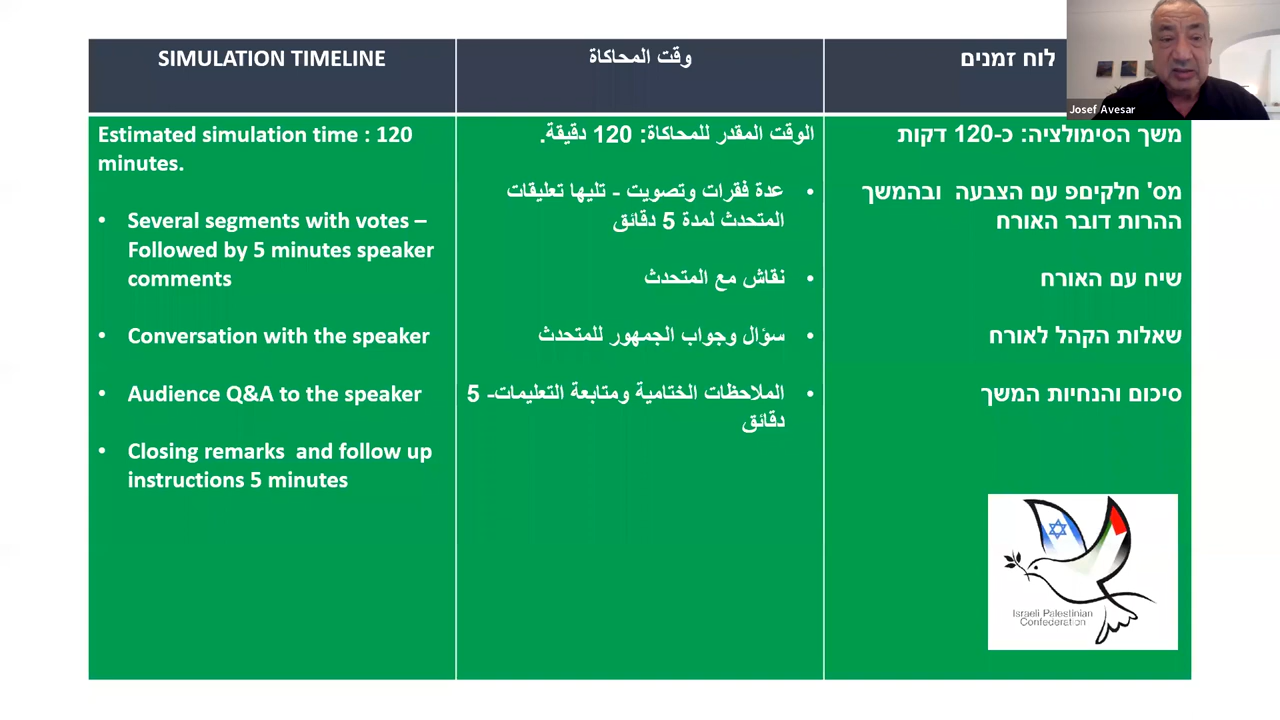 SIMULATION TIMELINE
وقت المحاكاة
לוח זמנים
Josef Avesar
Estimated simulation time : 120
minutes.
• Several segments with votes –
Followed by 5 minutes speaker
comments
• Conversation with the speaker
• Audience Q&A to the speaker
• Closing remarks and follow up
instructions 5 minutes
الوقت المقدر للمحاكاة: 120 دقيقة.
• عدة فقرات وتصويت - تليها تعليقات
المتحدث لمدة 5 دقائق
• نقاش مع المتحدث
• سؤال وجواب الجمهور للمتحدث
• الملاحظات الختامية ومتابعة التعليمات- 5
دقائق
משך הסימולציה: כ-120 דקות
מס' חלקיםפ עם הצבעה ובהמשך
ההרות דובר האורח
שיח עם האורח
שאלות הקהל לאורח
סיכום והנחיות המשך
Israeli Palestinian
Confederation